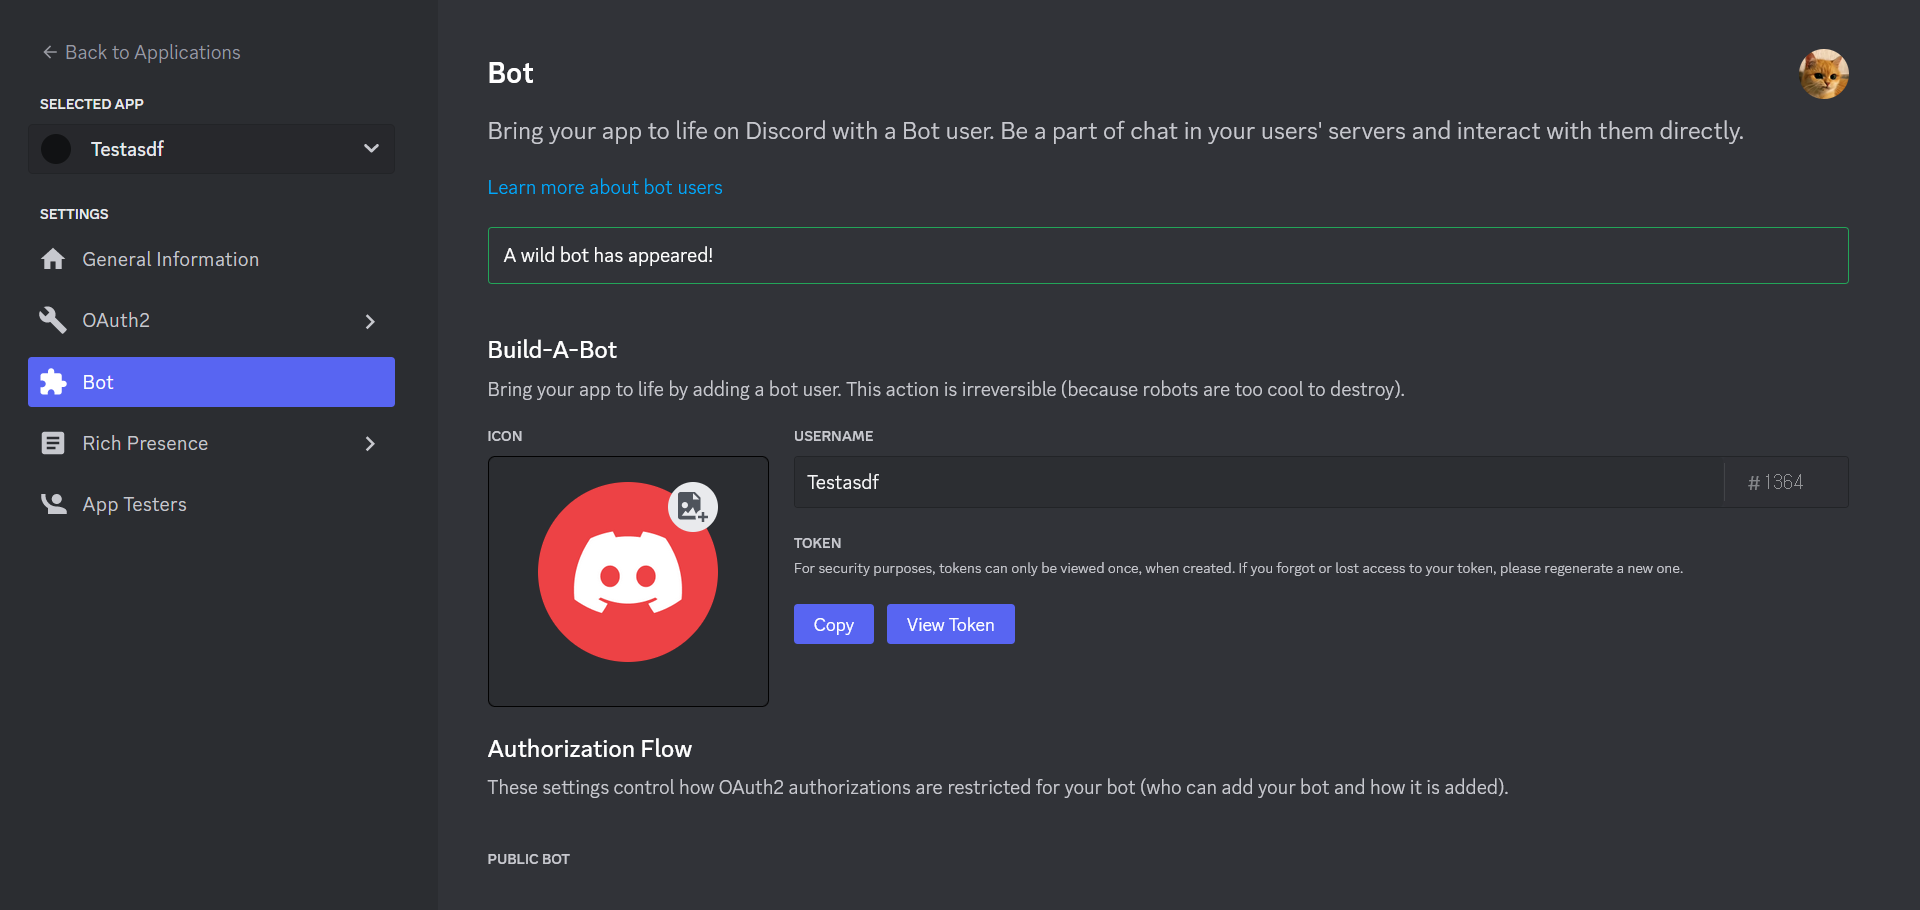 Back to Applications
SELECTED APP
Testasdf
SETTINGS
General Information
OAuth2
Bot
Rich Presence
App Testers
Bot
Bring your app to life on Discord with a Bot user. Be a part of chat in your users' servers and interact with them directly.
Learn more about bot users
A wild bot has appeared!
Build-A-Bot
Bring your app to life by adding a bot user. This action is irreversible (because robots are too cool to destroy).
ICON
USERNAME
Testasdf #1364
TOKEN
For security purposes, tokens can only be viewed once, when created. If you forgot or lost access to your token, please regenerate a new one.
Copy View Token
Authorization Flow
These settings control how OAuth2 authorizations are restricted for your bot (who can add your bot and how it is added).
PUBLIC BOT